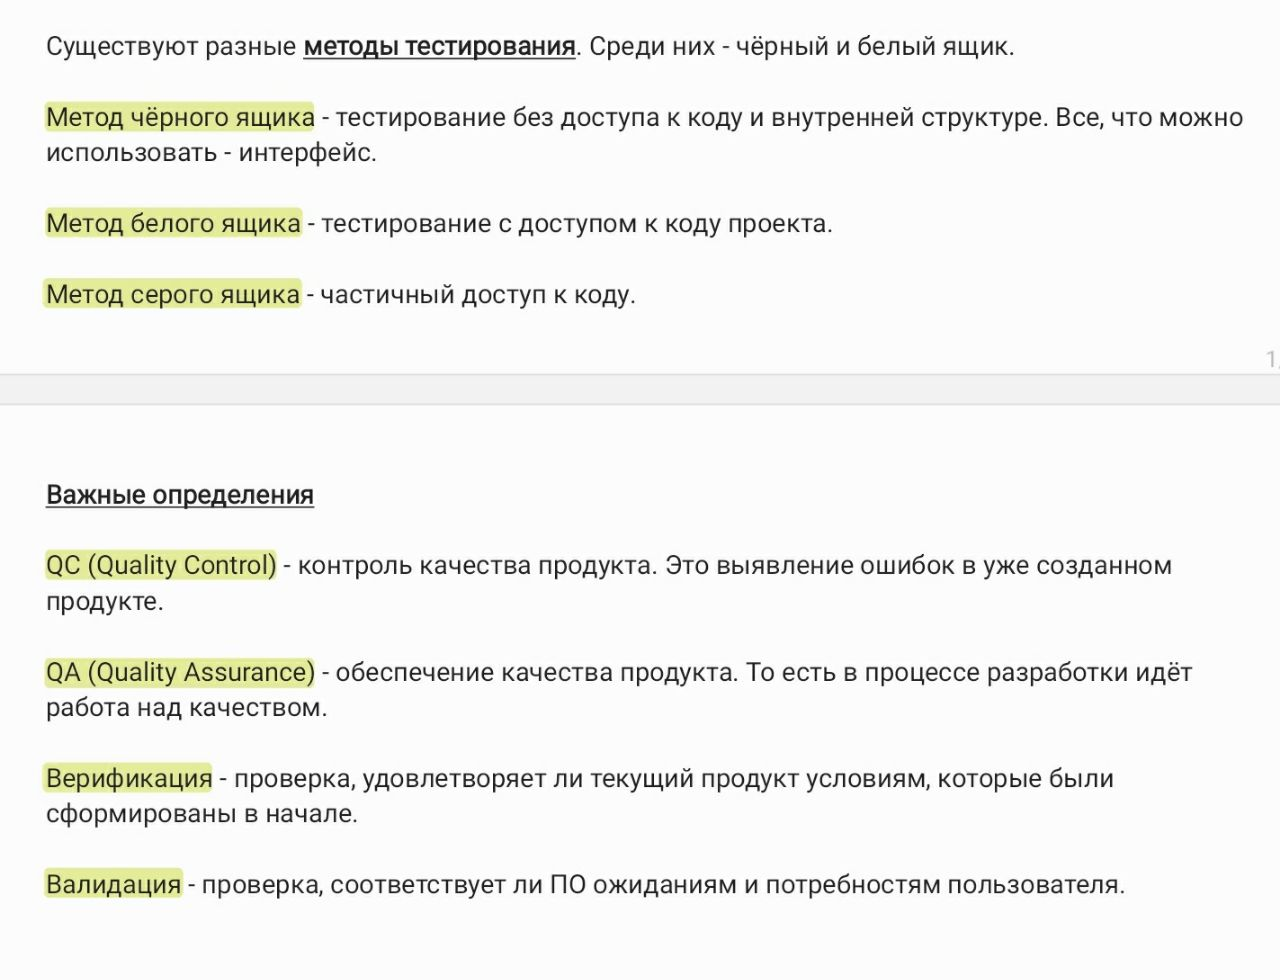 Существуют разные методы тестирования. Среди них - чёрный и белый ящик.
Метод чёрного ящика - тестирование без доступа к коду и внутренней структуре. Все, что можно
использовать - интерфейс.
Метод белого ящика - тестирование с доступом к коду проекта.
Метод серого ящика - частичный доступ к коду.
1
Важные определения
QC (Quality Control) - контроль качества продукта. Это выявление ошибок в уже созданном
продукте.
QA (Quality Assurance) - обеспечение качества продукта. То есть в процессе разработки идёт
работа над качеством.
Верификация - проверка, удовлетворяет ли текущий продукт условиям, которые были
сформированы в начале.
Валидация - проверка, соответствует ли ПО ожиданиям и потребностям пользователя.